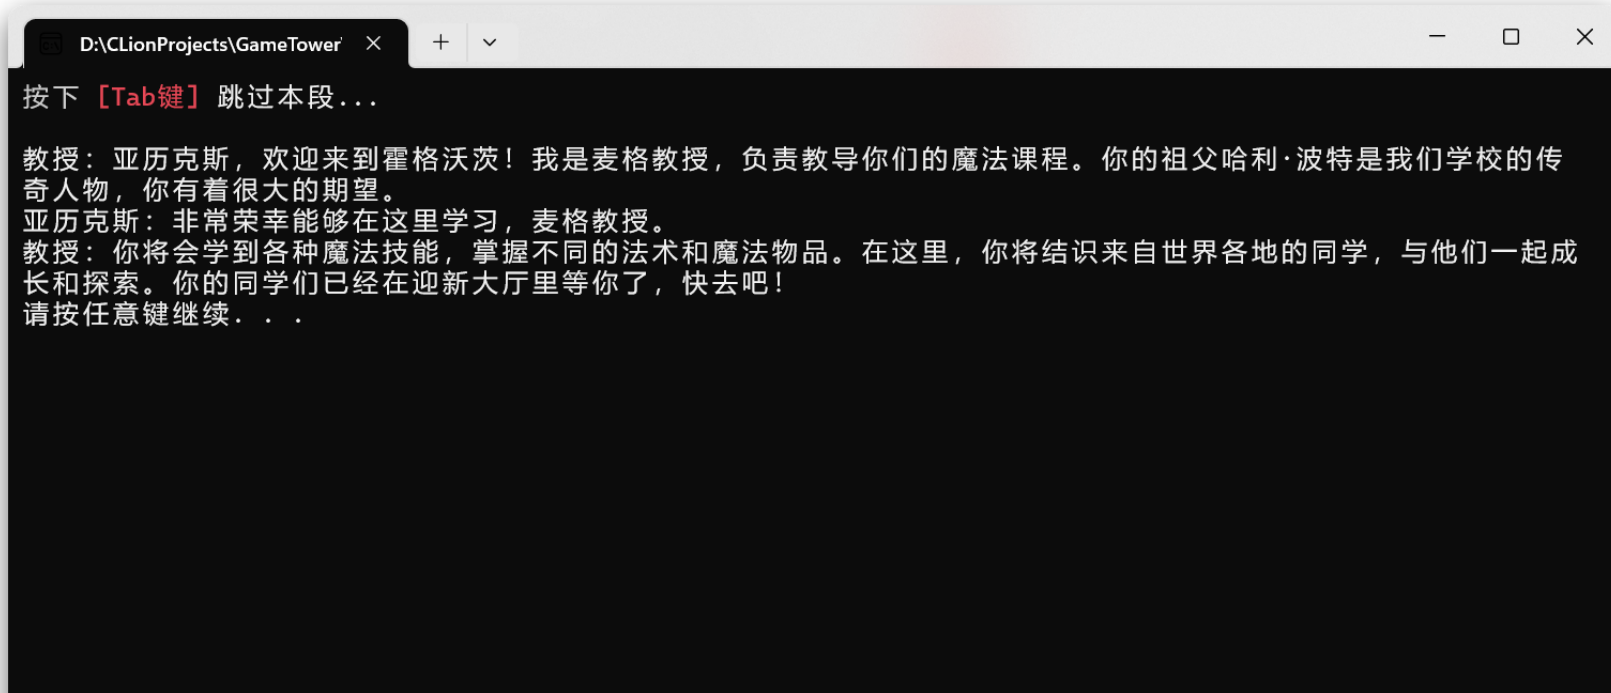 D:\CLionProjects\GameTower
按下 [Tab键] 跳过本段...
教授：亚历克斯，欢迎来到霍格沃茨！我是麦格教授，负责教导你们的魔法课程。你的祖父哈利·波特是我们学校的传
奇人物，你有着很大的期望。
亚历克斯：非常荣幸能够在这里学习，麦格教授。
教授：你将会学到各种魔法技能，掌握不同的法术和魔法物品。在这里，你将结识来自世界各地的同学，与他们一起成
长和探索。你的同学们已经在迎新大厅里等你了，快去吧！
请按任意键继续. . .